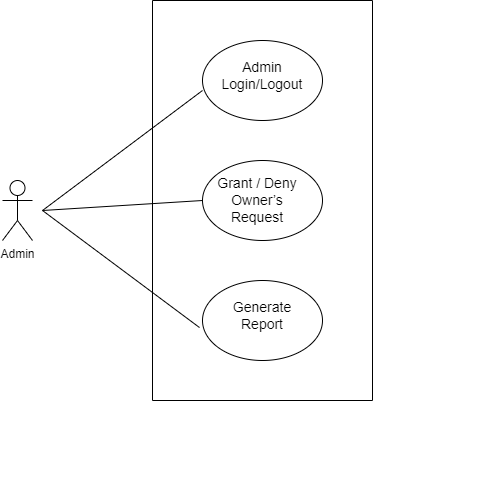 Admin
Login/Logout
Grant / Deny
Owner’s
Request
Admin
Generate
Report